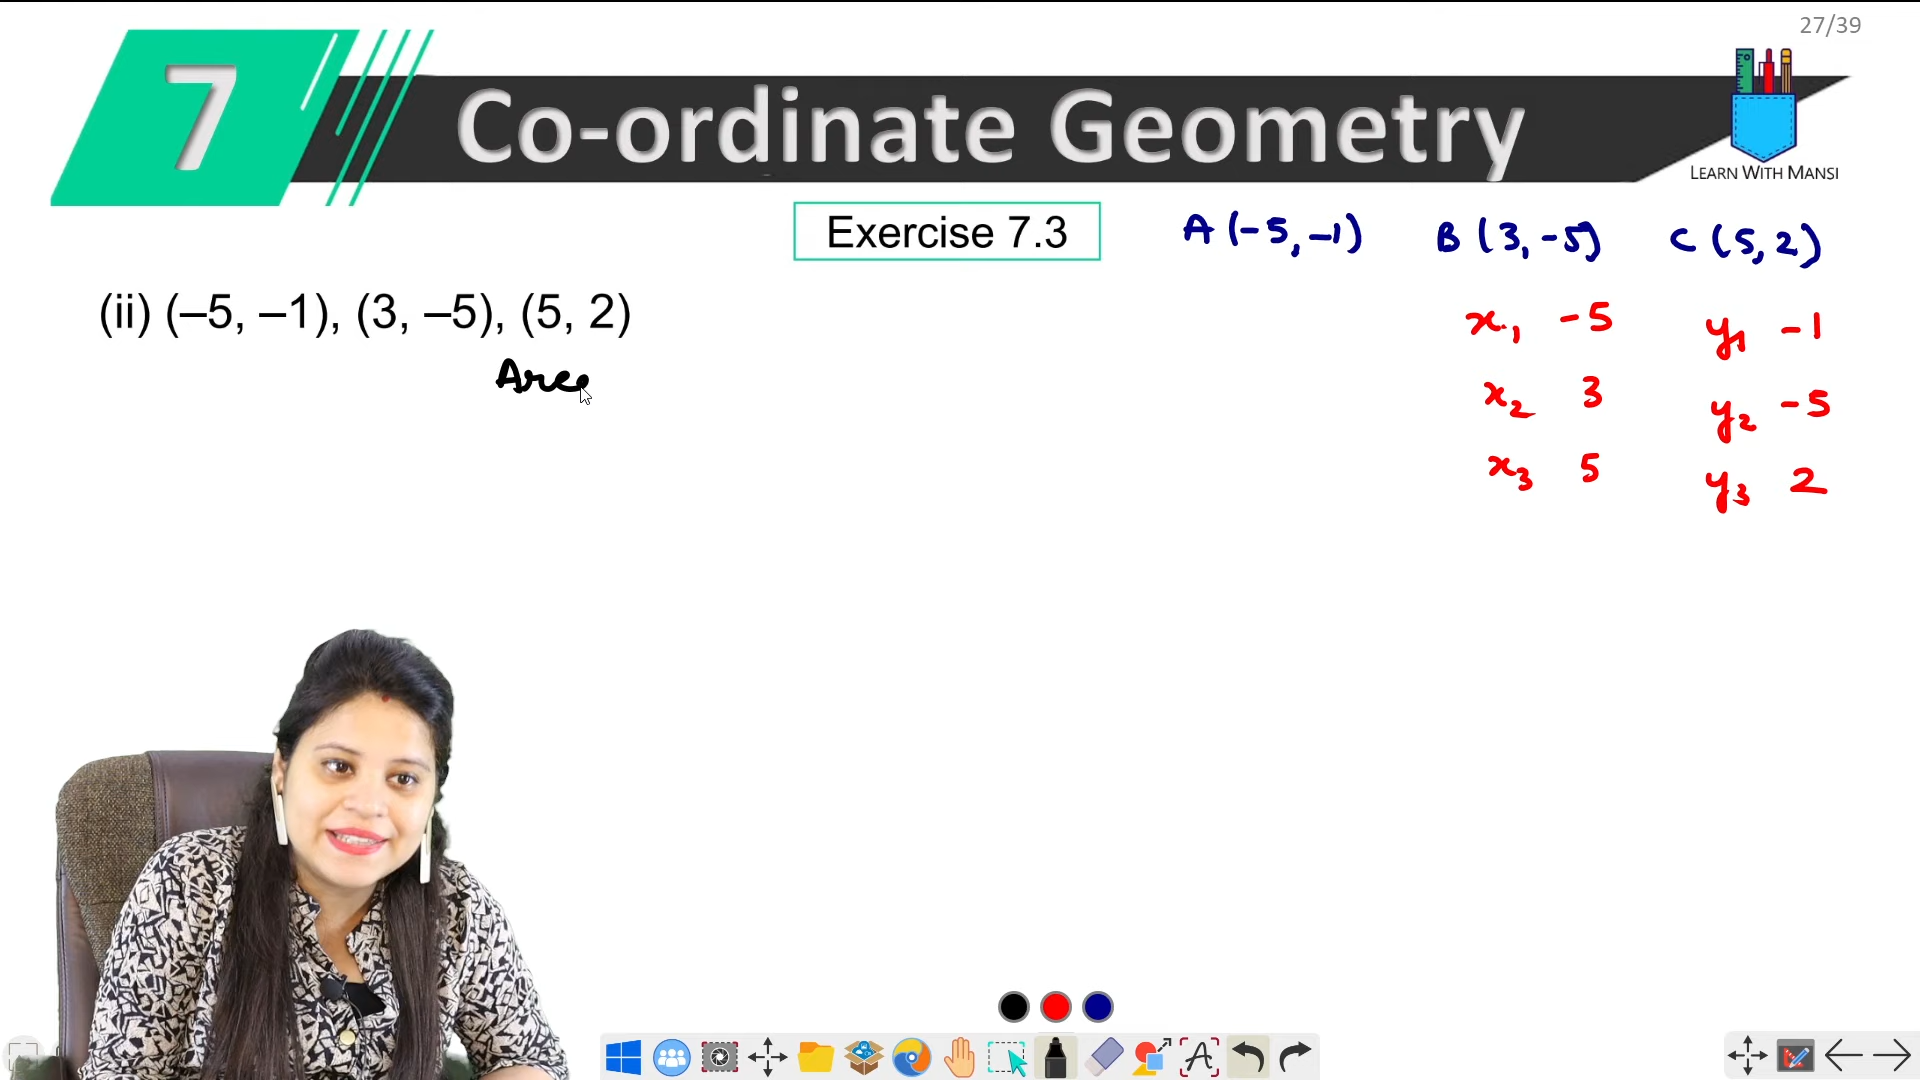 27/39
7
Co-ordinate Geometry
LEARN WITH MANSI
Exercise 7.3
A (-5, -1) B (3, -5) C (5, 2)
(ii) (–5, –1), (3, –5), (5, 2)
x1 -5 y1 -1
Area
x2 3 y2 -5
x3 5 y3 2